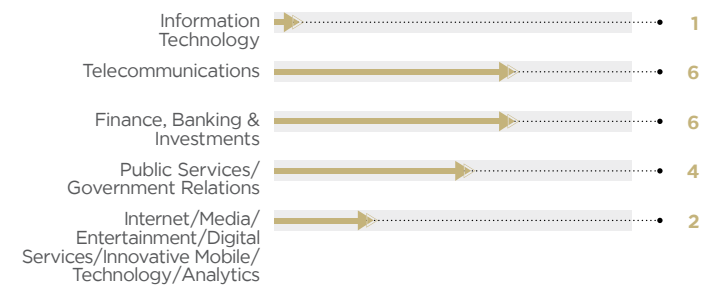 Information
Technology
1
Telecommunications
6
Finance, Banking &
Investments
6
Public Services/
Government Relations
4
Internet/Media/
Entertainment/Digital
Services/Innovative Mobile/
Technology/Analytics
2